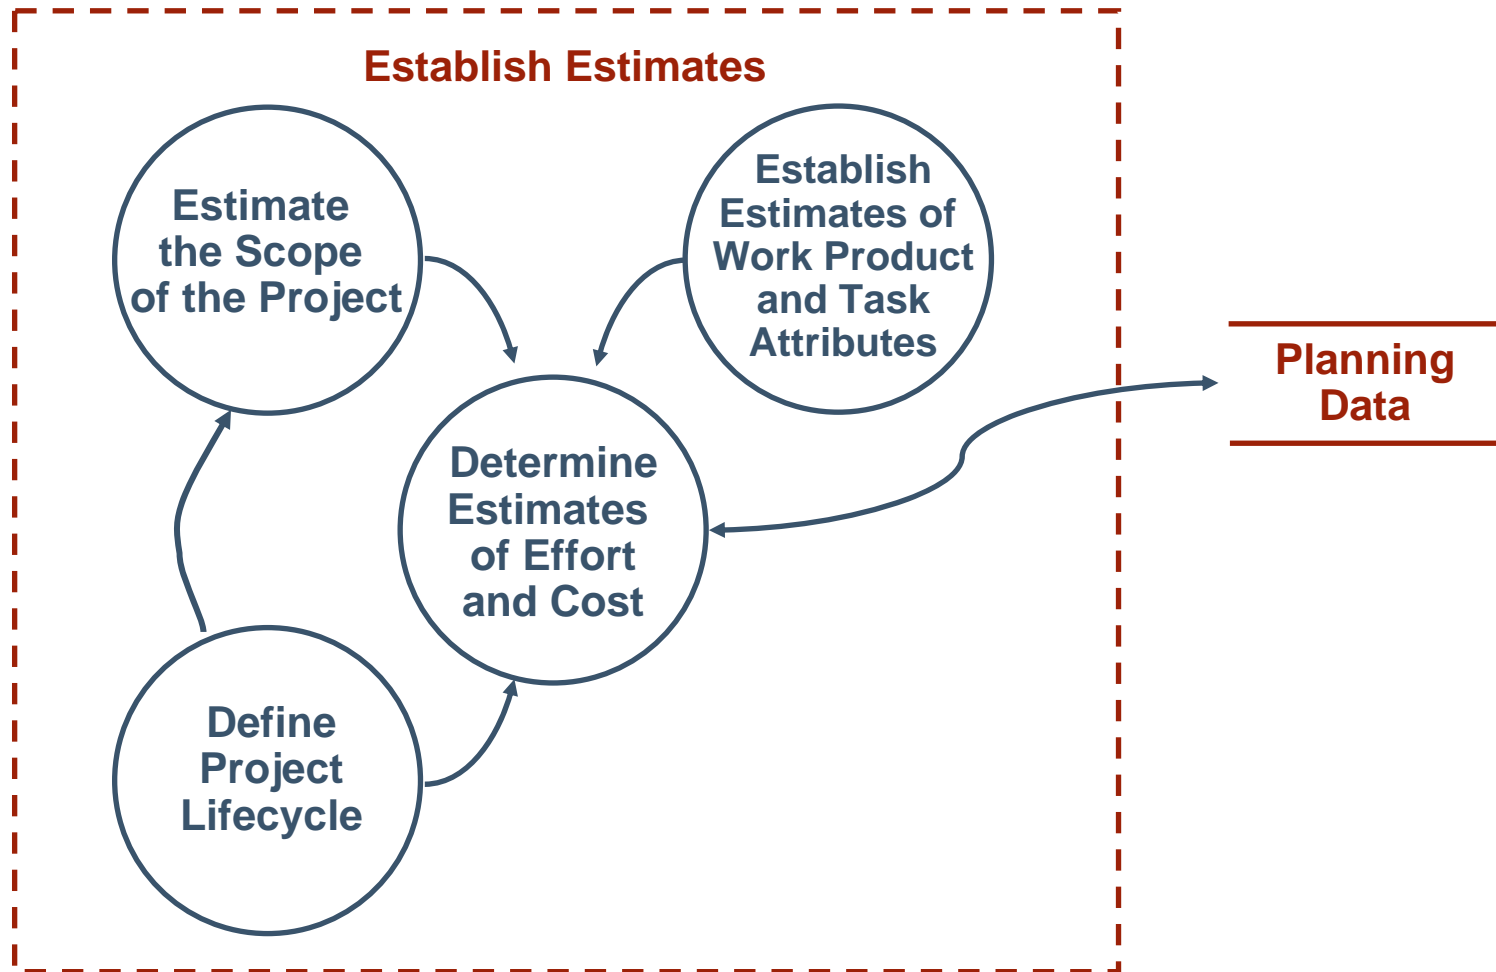 Establish Estimates
Estimate
the Scope
of the Project
Establish
Estimates of
Work Product
and Task
Attributes
Planning
Data
Determine
Estimates
of Effort
and Cost
Define
Project
Lifecycle